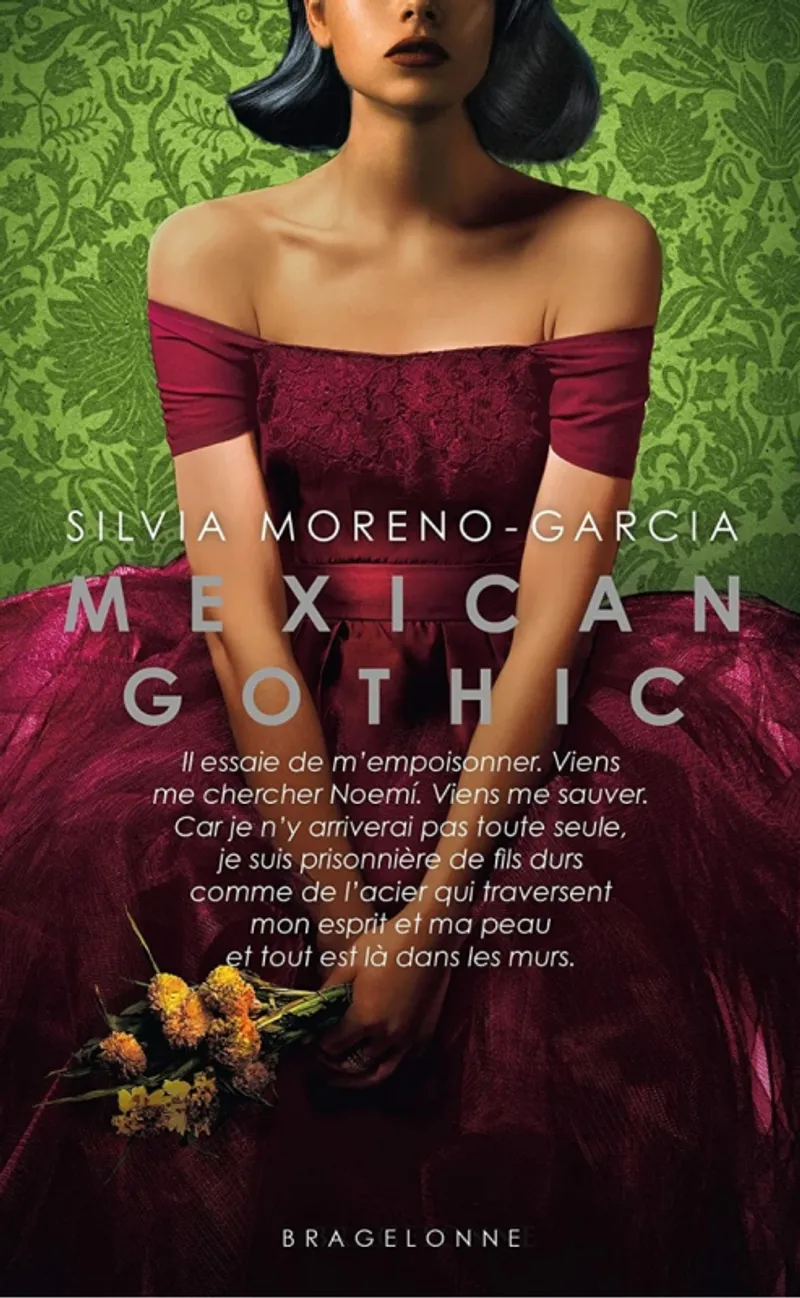 SILVIA MORENO-GARCIA
MEXICAN
GOTHIC
Il essaie de m’empoisonner. Viens
me chercher Noemí. Viens me sauver.
Car je n’y arriverai pas toute seule,
je suis prisonnière de fils durs
comme de l’acier qui traversent
mon esprit et ma peau
et tout est là dans les murs.
BRAGELONNE